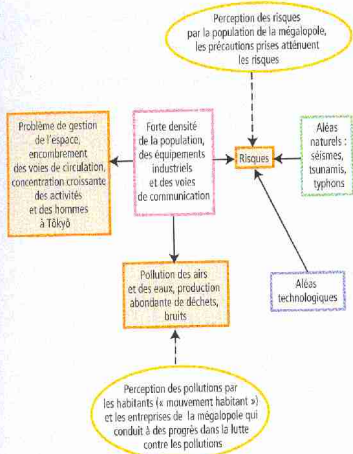 Perception des risques
par la population de la mégalopole,
les précautions prises atténuent
les risques
Problème de gestion
de l'espace,
encombrement
des voies de circulation,
concentration croissante
des activités
et des hommes
à Tôkyô
Forte densité
de la population,
des équipements
industriels
et des voies
de communication
Risques
Aléas
naturels :
séismes,
tsunamis,
typhons
Pollution des airs
et des eaux, production
abondante de déchets,
bruits
Aléas
technologiques
Perception des pollutions par
les habitants (« mouvement habitant »)
et les entreprises de la mégalopole qui
conduit à des progrès dans la lutte
contre les pollutions